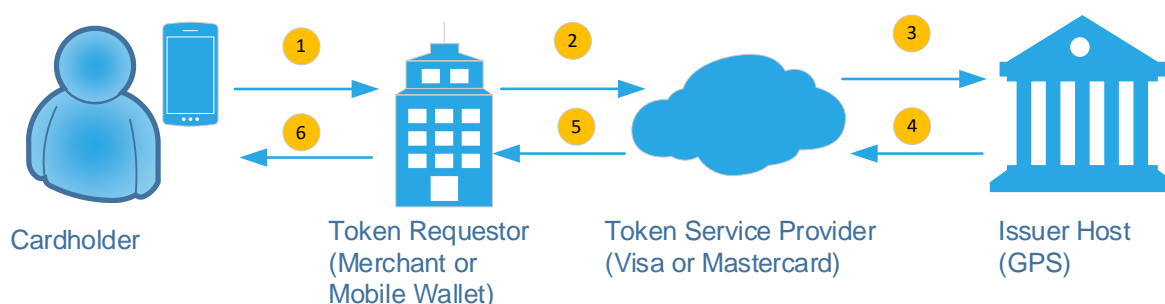 1
2
3
6
5
4
Cardholder
Token Requestor
(Merchant or
Mobile Wallet)
Token Service Provider
(Visa or Mastercard)
Issuer Host
(GPS)